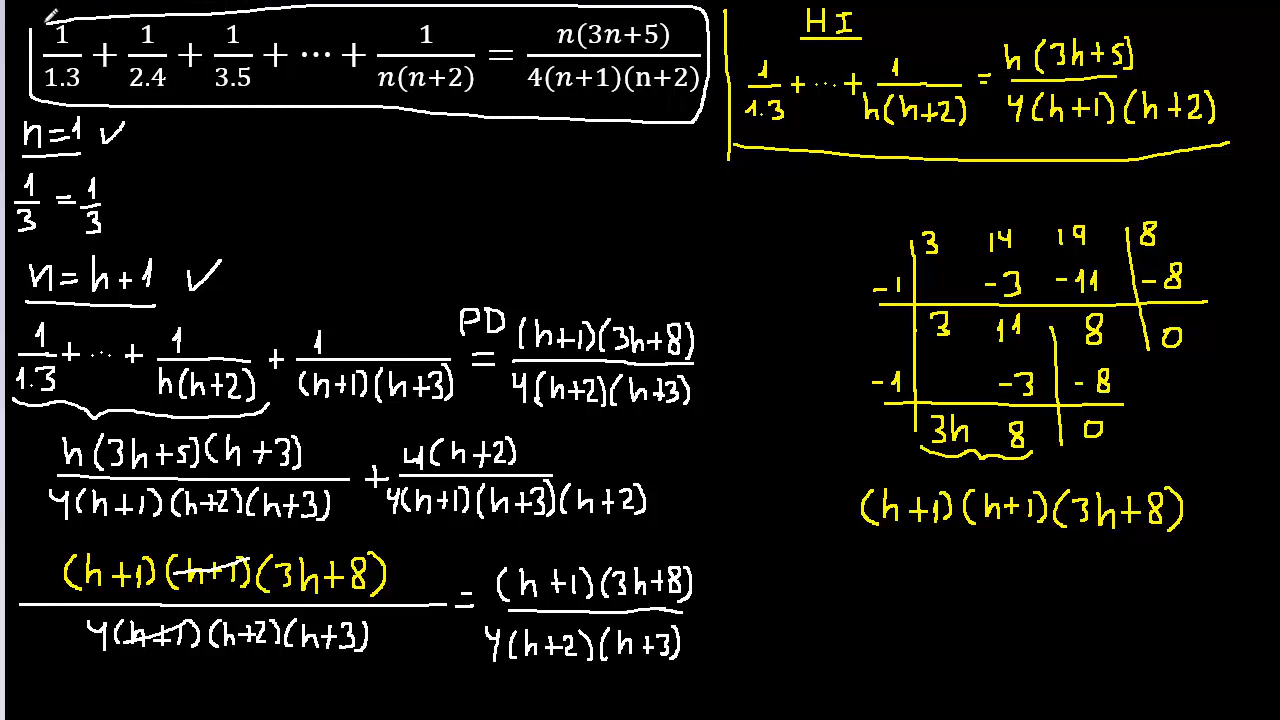 1/1.3 + 1/2.4 + 1/3.5 + ⋯ + 1/n(n+2) = n(3n+5)/4(n+1)(n+2)
n=1 ✓
1/3 = 1/3
n=h+1 ✓
1/1.3 + ⋯ + 1/h(h+2) + 1/(h+1)(h+3) PD = (h+1)(3h+8)/4(h+2)(h+3)
h(3h+5)(h+3)/4(h+1)(h+2)(h+3) + 4(h+2)/4(h+1)(h+3)(h+2)
(h+1)(h+1)(3h+8)/4(h+1)(h+2)(h+3) = (h+1)(3h+8)/4(h+2)(h+3)
HI
1/1.3 + ⋯ + 1/h(h+2) = h(3h+5]/4(h+1)(h+2)
3 14 19 8
-1 -3 -11 -8
3 11 8 0
-1 -3 -8
3h 8 0
(h+1)(h+1)(3h+8)